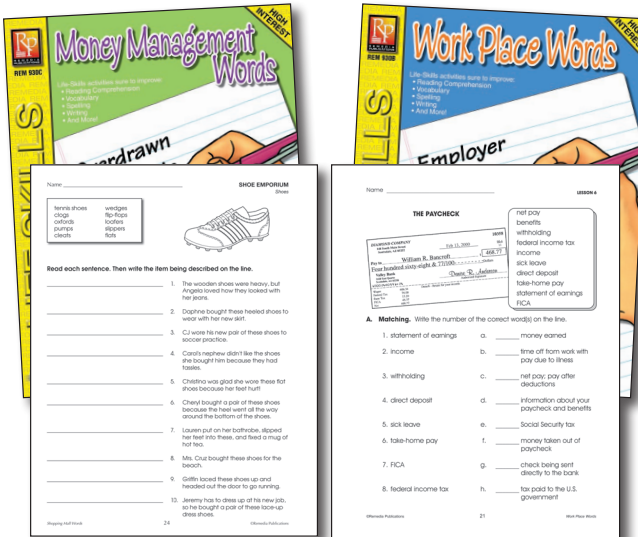 HIGH
INTEREST
RP
REMEDIA
REM 930C
Money Management
Words
Life-Skills activities sure to improve:
• Reading Comprehension
• Vocabulary
• Spelling
• Writing
• And More!
Overdrawn
LIFE SKILLS
Name
SHOE EMPORIUM
Shoes
tennis shoes wedges
clogs flip-flops
oxfords loafers
pumps slippers
cleats flats
Read each sentence. Then write the item being described on the line.
1. The wooden shoes were heavy, but
Angela loved how they looked with
her jeans.
2. Daphne bought these heeled shoes to
wear with her new skirt.
3. CJ wore his new pair of these shoes to
soccer practice.
4. Carol's nephew didn't like the shoes
she bought him because they had
tassles.
5. Christina was glad she wore these flat
shoes because her feet hurt!
6. Cheryl bought a pair of these shoes
because the heel went all the way
around the bottom of the shoes.
7. Lauren put on her bathrobe, slipped
her feet into these, and fixed a mug of
hot tea.
8. Mrs. Cruz bought these shoes for the
beach.
9. Griffin laced these shoes up and
headed out the door to go running.
10. Jeremy has to dress up at his new job,
so he bought a pair of these lace-up
dress shoes.
Shopping Mall Words 24 ©Remedia Publications
HIGH
INTEREST
RP
REMEDIA
REM 930B
Work Place Words
Life-Skills activities sure to improve:
• Reading Comprehension
• Vocabulary
• Spelling
• Writing
• And More!
Employer
Name
LESSON 6
THE PAYCHECK
net pay
benefits
withholding
federal income tax
income
sick leave
direct deposit
take-home pay
statement of earnings
FICA
DIAMOND COMPANY
Feb 13, 2000
William R. Bancroft
468.77
Four hundred sixty-eight & 77/100
Valley Bank
A. Matching. Write the number of the correct word(s) on the line.
1. statement of earnings a. money earned
2. income b. time off from work with
pay due to illness
3. withholding c. net pay; pay after
deductions
4. direct deposit d. information about your
paycheck and benefits
5. sick leave e. Social Security tax
6. take-home pay f. money taken out of
paycheck
7. FICA g. check being sent
directly to the bank
8. federal income tax h. tax paid to the U.S.
government
©Remedia Publications 21 Work Place Words